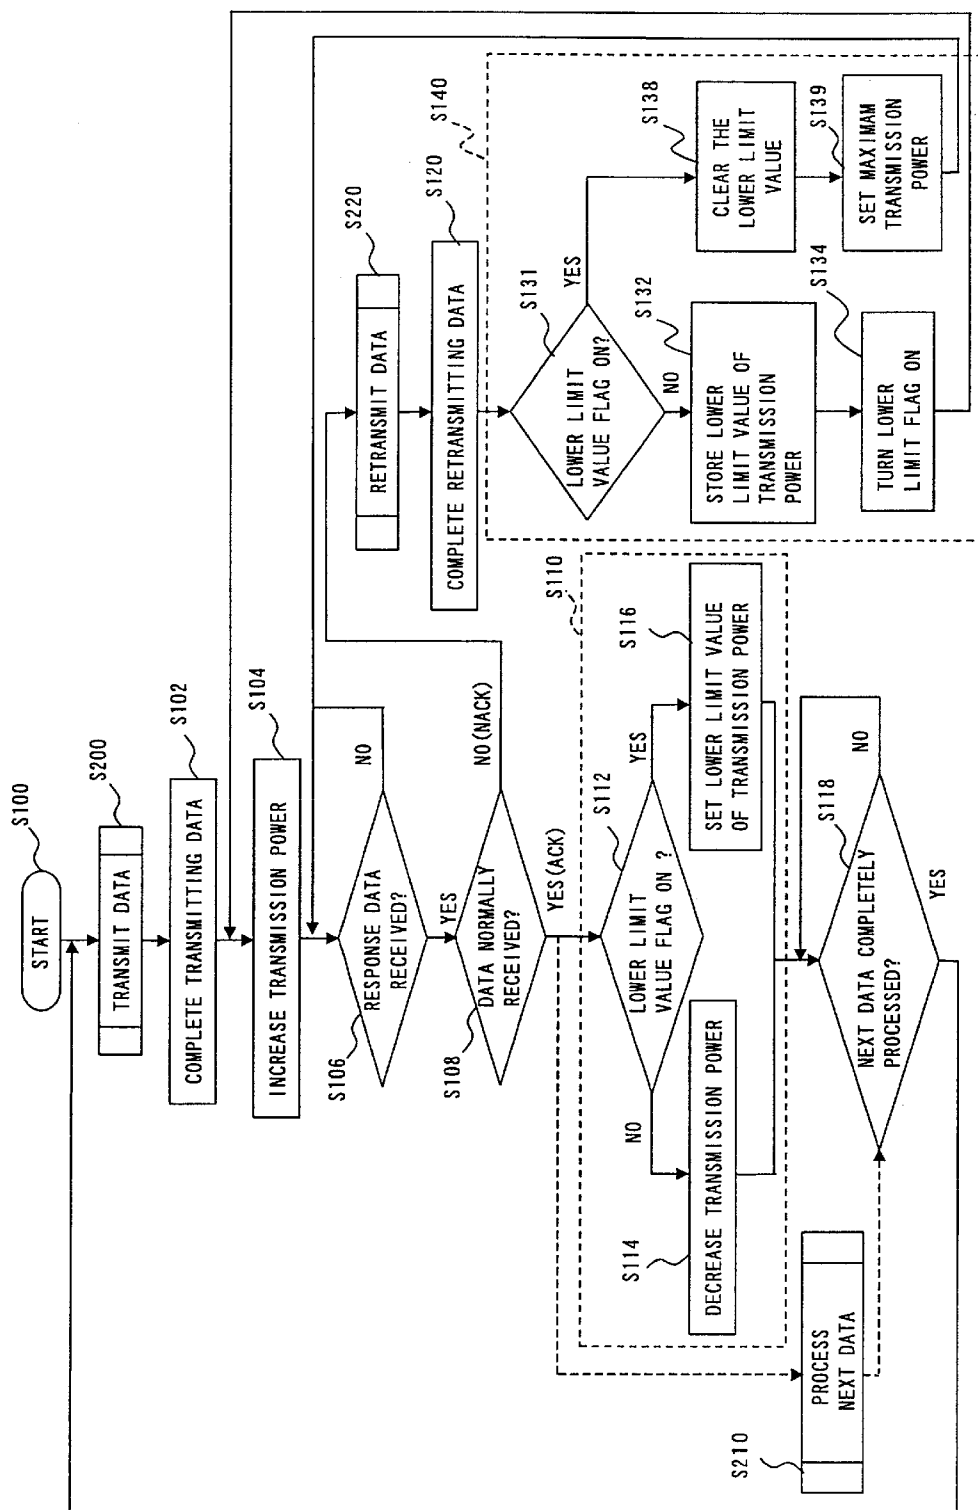 S100
START
S200
TRANSMIT DATA
S102
COMPLETE TRANSMITTING DATA
S104
INCREASE TRANSMISSION POWER
S106
RESPONSE DATA
RECEIVED?
NO
YES
S108
DATA NORMALLY
RECEIVED?
NO(NACK)
YES(ACK)
S110
S112
LOWER LIMIT
VALUE FLAG ON ?
NO
YES
S114
DECREASE TRANSMISSION POWER
S116
SET LOWER LIMIT VALUE
OF TRANSMISSION POWER
S118
NEXT DATA COMPLETELY
PROCESSED?
NO
YES
S210
PROCESS
NEXT DATA
S220
RETRANSMIT DATA
S120
COMPLETE RETRANSMITTING DATA
S140
S131
LOWER LIMIT
VALUE FLAG ON?
YES
NO
S132
STORE LOWER
LIMIT VALUE OF
TRANSMISSION
POWER
S134
TURN LOWER
LIMIT FLAG ON
S138
CLEAR THE
LOWER LIMIT
VALUE
S139
SET MAXIMAM
TRANSMISSION
POWER